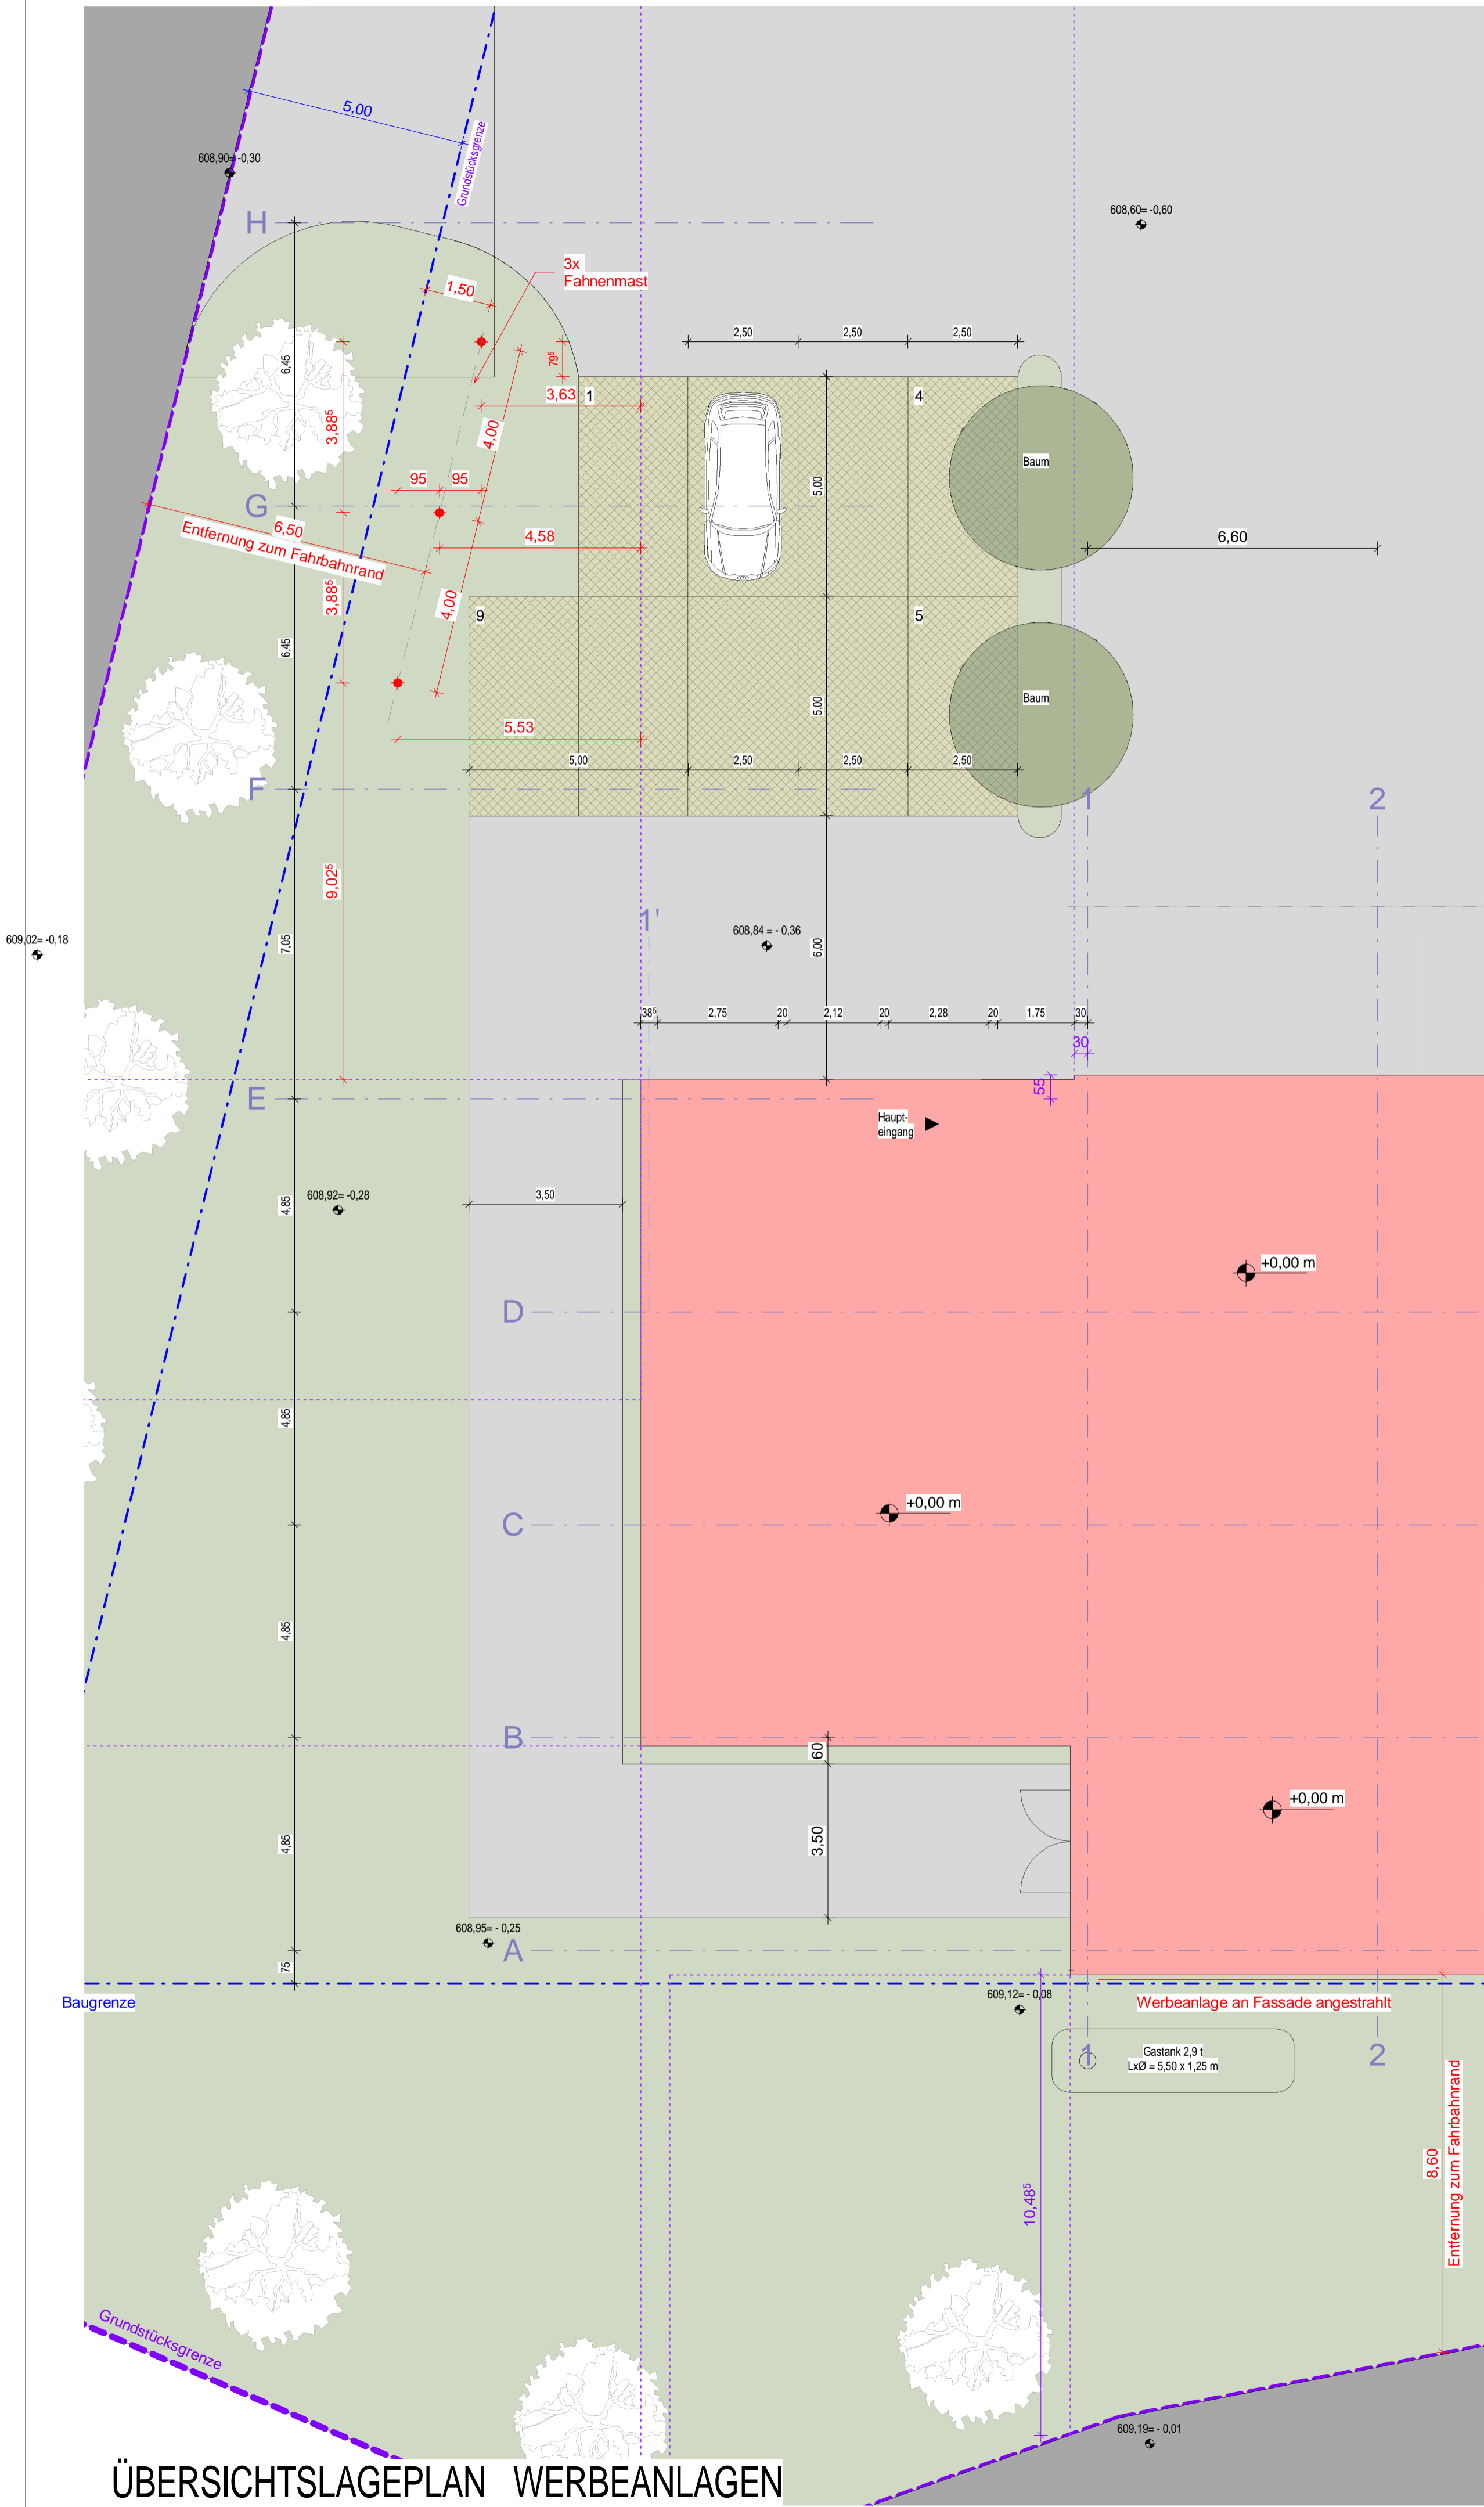 5,00
Grundstücksgrenze
608,90= -0,30
608,60= -0,60
H
3x
Fahnenmast
1,50
2,50
2,50
2,50
79⁵
6,45
3,63
1
4
3,88⁵
4,00
Baum
95
95
5,00
G
6,50
Entfernung zum Fahrbahnrand
4,58
6,60
3,88⁵
4,00
9
5
6,45
Baum
5,00
5,53
5,00
2,50
2,50
2,50
F
1
2
9,02⁵
1'
609,02= -0,18
7,05
608,84 = - 0,36
6,00
38⁵
2,75
20
2,12
20
2,28
20
1,75
30
30
55
E
Haupt-
eingang
608,92= -0,28
4,85
3,50
+0,00 m
D
4,85
+0,00 m
C
4,85
B
60
+0,00 m
3,50
4,85
608,95= - 0,25
A
75
Baugrenze
609,12= - 0,08
Werbeanlage an Fassade angestrahlt
1
2
Gastank 2,9 t
LxØ = 5,50 x 1,25 m
8,60
Entfernung zum Fahrbahnrand
10,48⁵
Grundstücksgrenze
609,19= - 0,01
ÜBERSICHTSLAGEPLAN WERBEANLAGEN